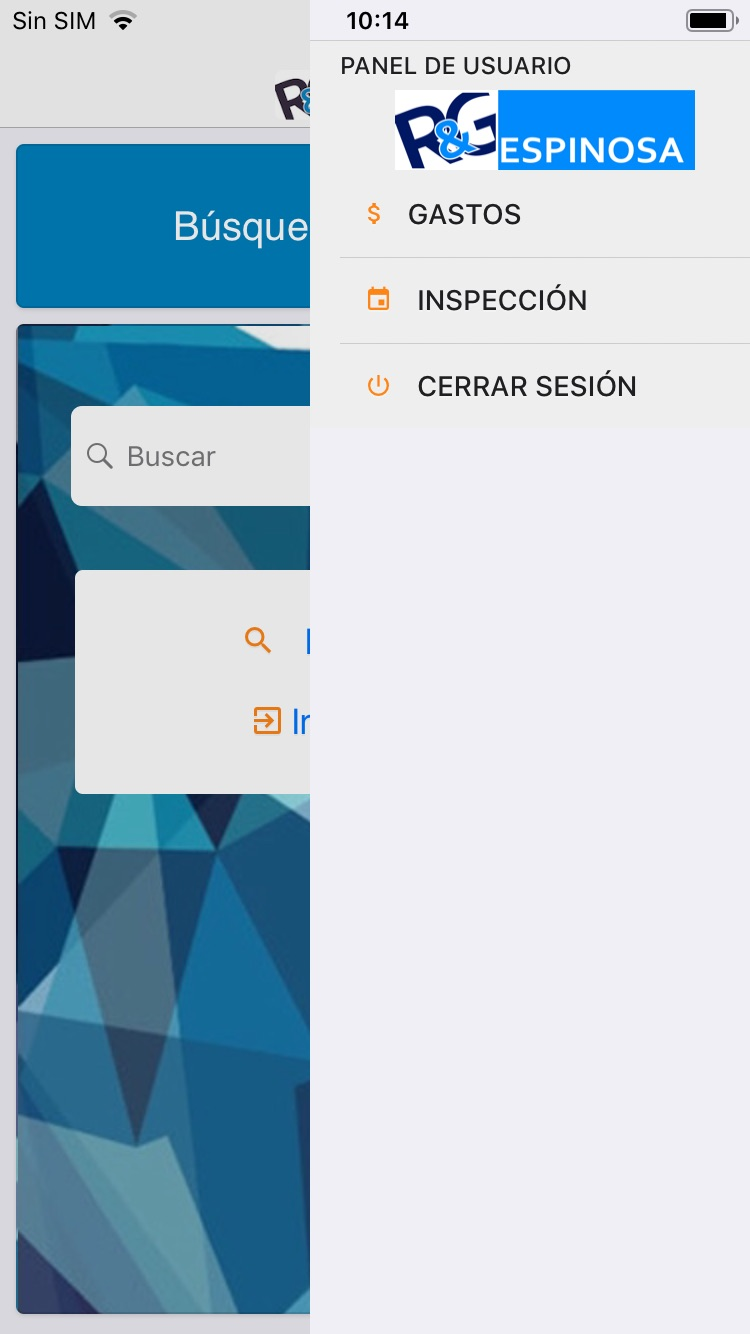 Sin SIM
10:14
PANEL DE USUARIO
R&G ESPINOSA
GASTOS
INSPECCIÓN
CERRAR SESIÓN
R&
Búsque
Buscar